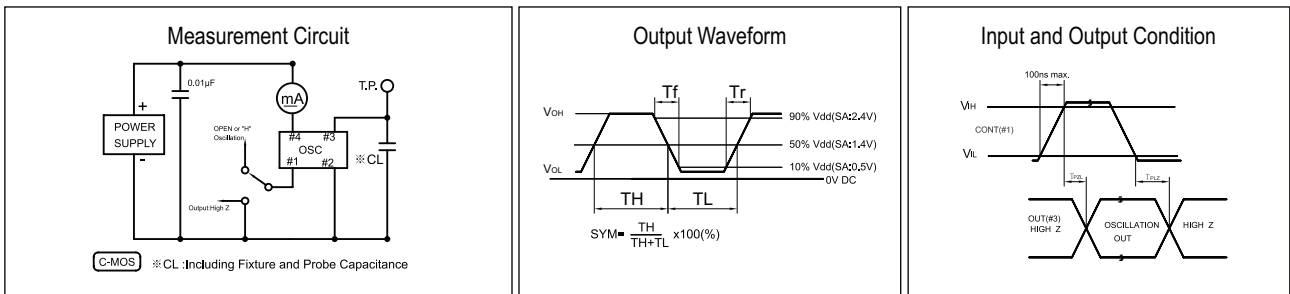 Measurement Circuit
0.01μF
T.P.
mA
+
POWER
SUPPLY
-
OPEN or "H"
Oscillation
#4 #3
OSC
#1 #2
※CL
Output:High Z
C-MOS ※CL :Including Fixture and Probe Capacitance
Output Waveform
Tf Tr
VOH
90% Vdd(SA:2.4V)
50% Vdd(SA:1.4V)
VOL
10% Vdd(SA:0.5V)
0V DC
TH TL
SYM= TH x100(%)
TH+TL
Input and Output Condition
100ns max.
VIH
CONT(#1)
VIL
TPZL TPLZ
OUT(#3)
HIGH Z
OSCILLATION
OUT
HIGH Z